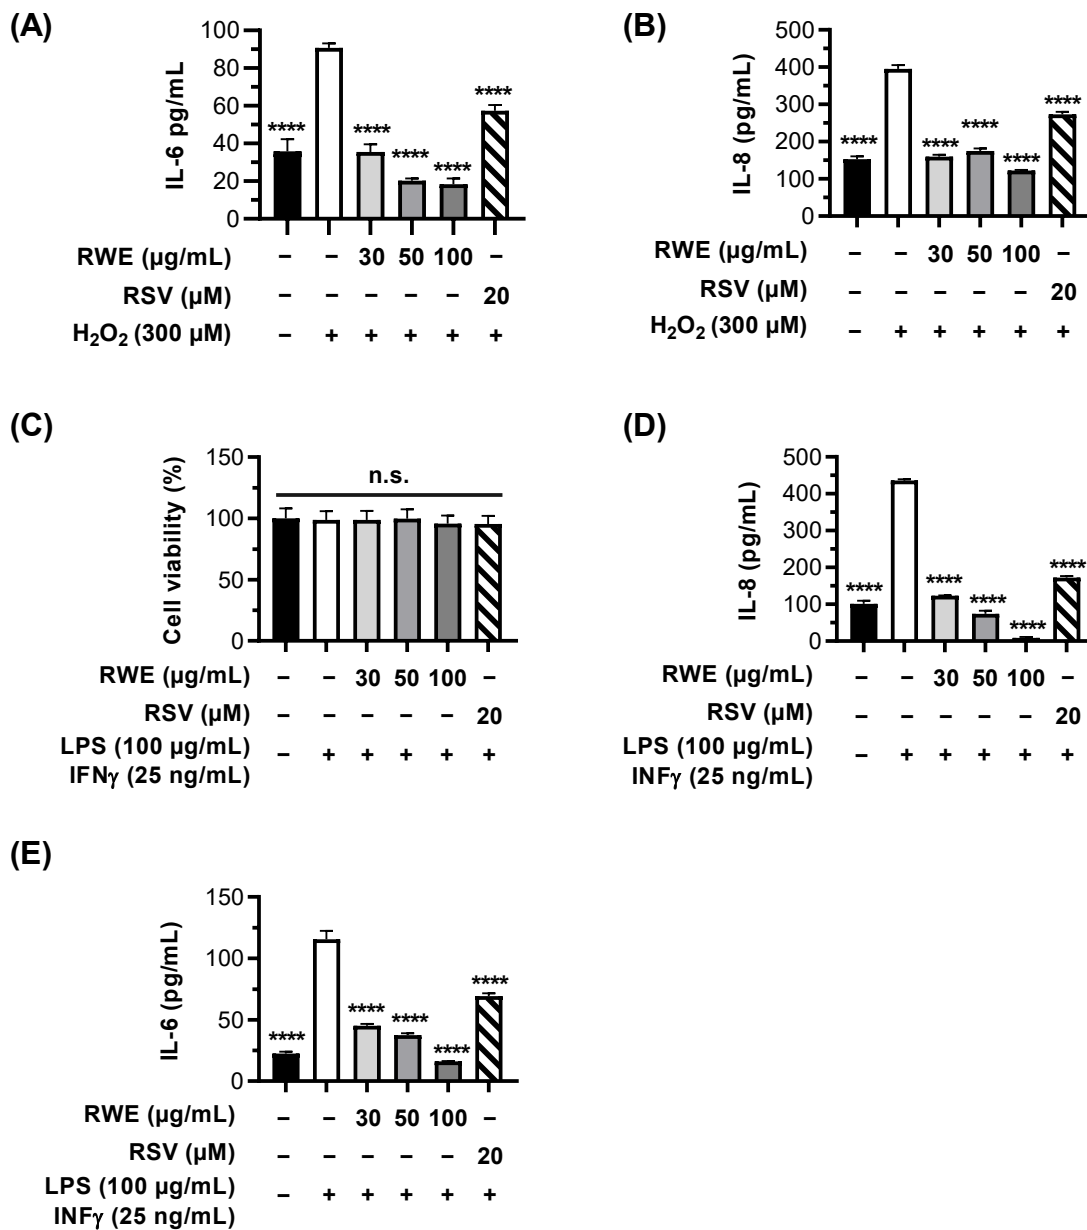 (A)
IL-6 pg/mL
100
80
60
40
20
0
**** **** **** **** ****
RWE (µg/mL) – – 30 50 100 –
RSV (µM) – – – – – 20
H₂O₂ (300 µM) – + + + + +
(B)
IL-8 (pg/mL)
500
400
300
200
100
0
**** **** **** **** ****
RWE (µg/mL) – – 30 50 100 –
RSV (µM) – – – – – 20
H₂O₂ (300 µM) – + + + + +
(C)
Cell viability (%)
150
100
50
0
n.s.
RWE (µg/mL) – – 30 50 100 –
RSV (µM) – – – – – 20
LPS (100 µg/mL) – + + + + +
IFNγ (25 ng/mL)
(D)
IL-8 (pg/mL)
500
400
300
200
100
0
**** **** **** **** ****
RWE (µg/mL) – – 30 50 100 –
RSV (µM) – – – – – 20
LPS (100 µg/mL) – + + + + +
INFγ (25 ng/mL)
(E)
IL-6 (pg/mL)
150
100
50
0
**** **** **** **** ****
RWE (µg/mL) – – 30 50 100 –
RSV (µM) – – – – – 20
LPS (100 µg/mL) – + + + + +
INFγ (25 ng/mL)